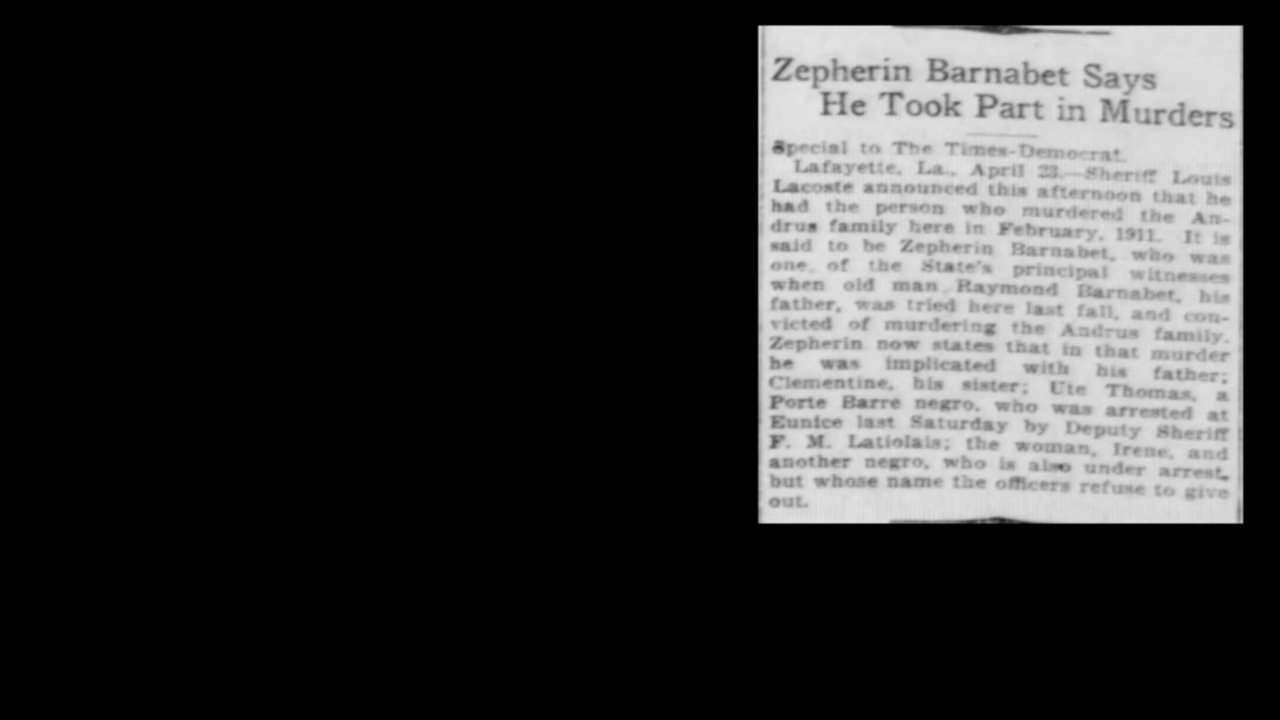 Zepherin Barnabet Says
He Took Part in Murders
Special to The Times-Democrat.
Lafayette, La., April 23.—Sheriff Louis
Lacoste announced this afternoon that he
had the person who murdered the An-
drus family here in February, 1911. It is
said to be Zepherin Barnabet, who was
one of the State's principal witnesses
when old man Raymond Barnabet, his
father, was tried here last fall, and con-
victed of murdering the Andrus family.
Zepherin now states that in that murder
he was implicated with his father;
Clementine, his sister; Ute Thomas, a
Porte Barre negro, who was arrested at
Eunice last Saturday by Deputy Sheriff
F. M. Latiolais; the woman, Irene, and
another negro, who is also under arrest,
but whose name the officers refuse to give
out.